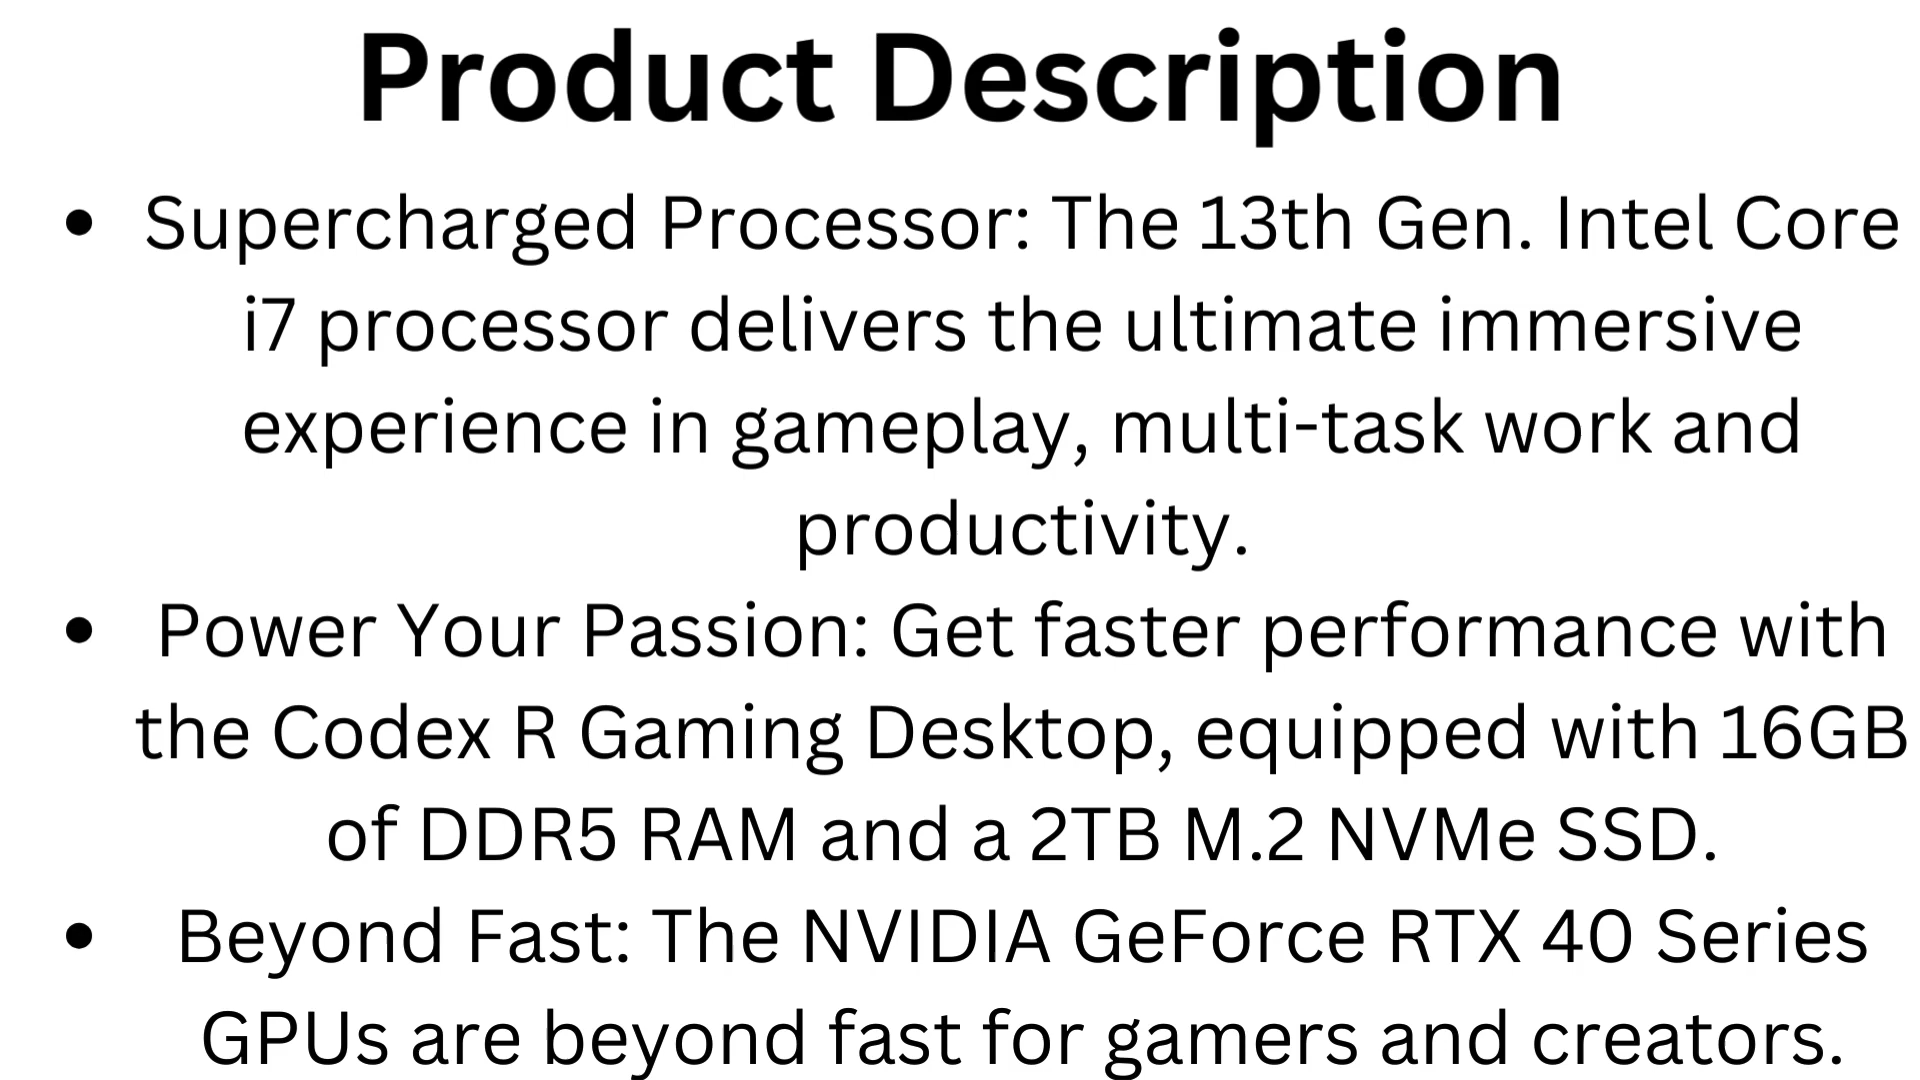 Product Description
• Supercharged Processor: The 13th Gen. Intel Core
i7 processor delivers the ultimate immersive
experience in gameplay, multi-task work and
productivity.
• Power Your Passion: Get faster performance with
the Codex R Gaming Desktop, equipped with 16GB
of DDR5 RAM and a 2TB M.2 NVMe SSD.
• Beyond Fast: The NVIDIA GeForce RTX 40 Series
GPUs are beyond fast for gamers and creators.